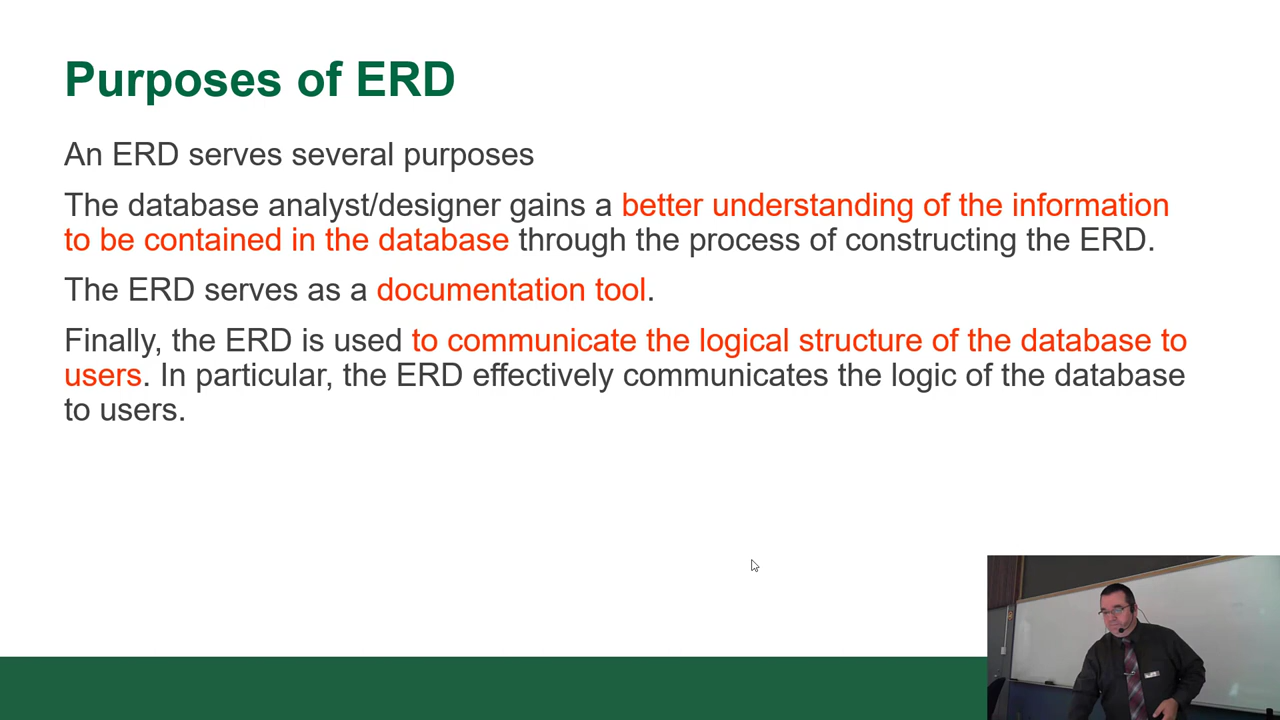 Purposes of ERD
An ERD serves several purposes
The database analyst/designer gains a better understanding of the information
to be contained in the database through the process of constructing the ERD.
The ERD serves as a documentation tool.
Finally, the ERD is used to communicate the logical structure of the database to
users. In particular, the ERD effectively communicates the logic of the database
to users.